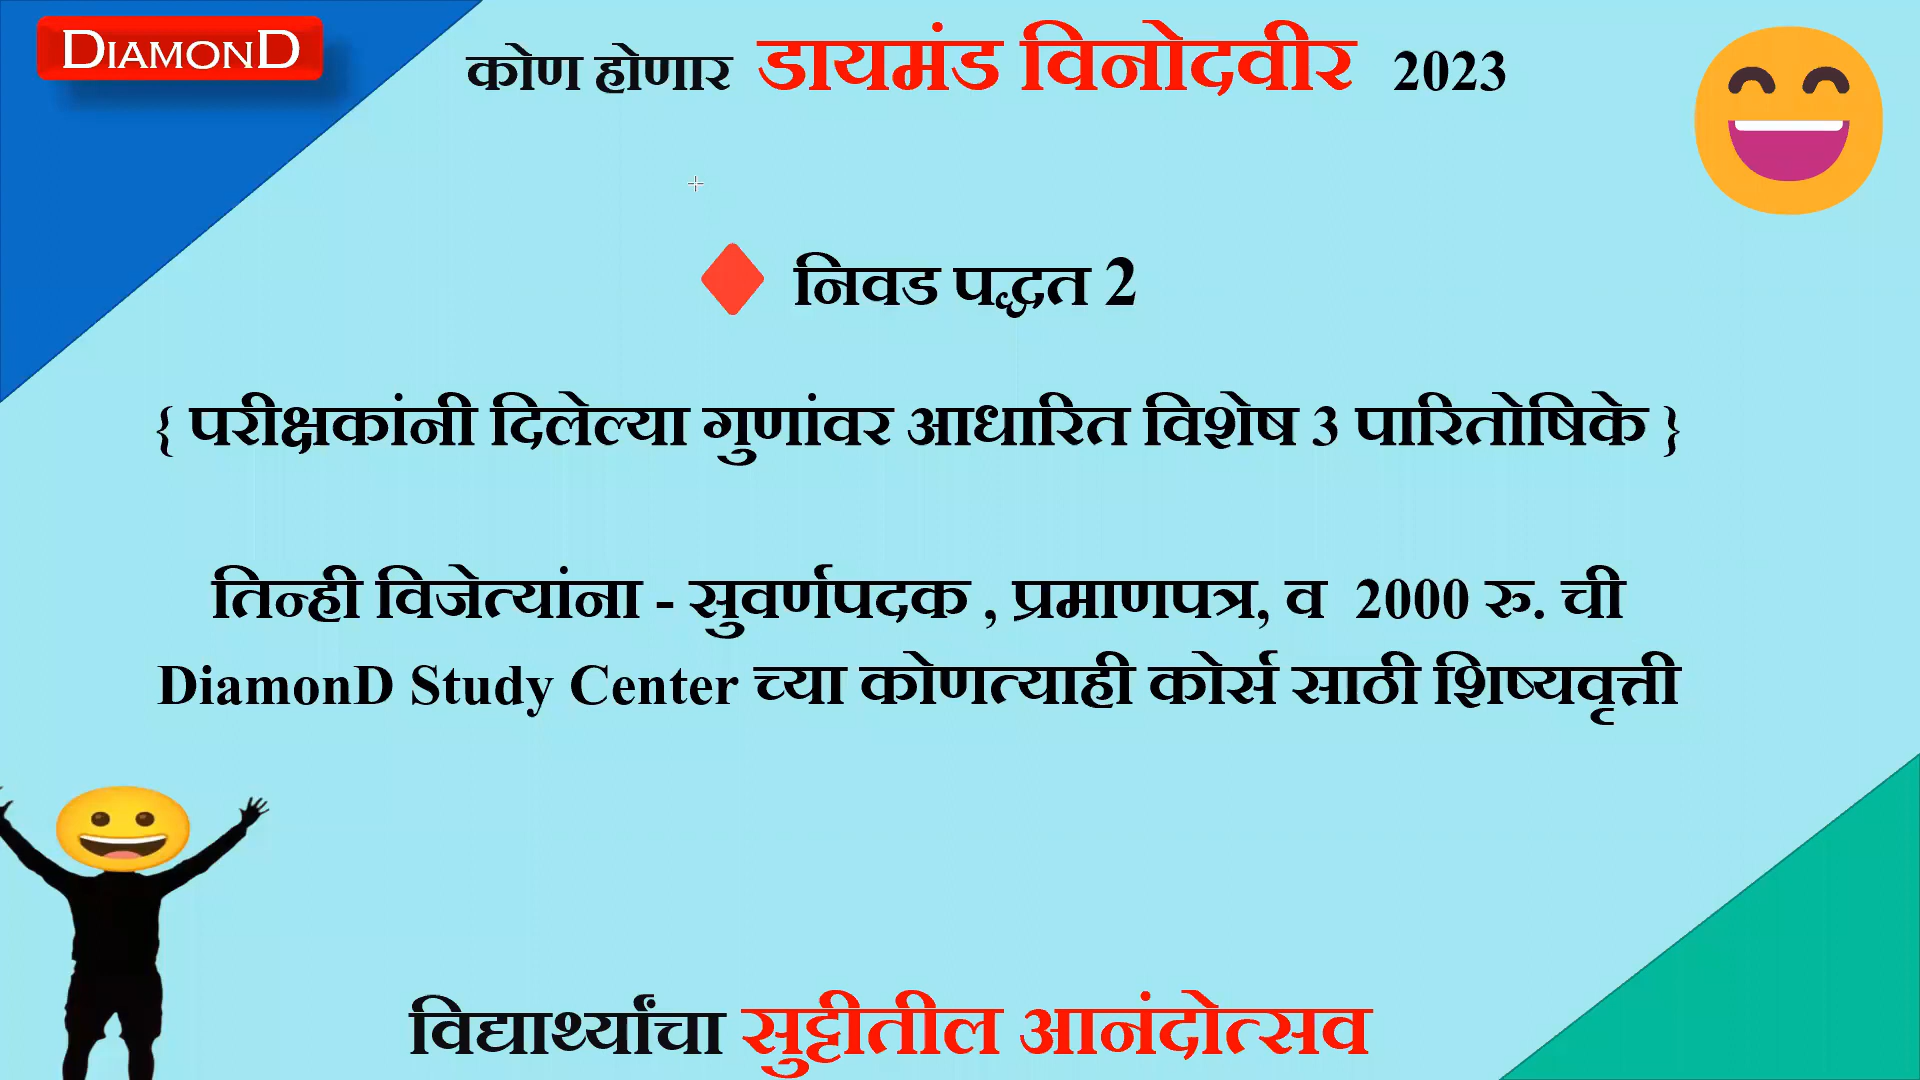 DIAMOND
कोण होणार डायमंड विनोदवीर 2023
निवड पद्धत 2
{ परीक्षकांनी दिलेल्या गुणांवर आधारित विशेष 3 पारितोषिके }
तिन्ही विजेत्यांना - सुवर्णपदक , प्रमाणपत्र, व 2000 रु. ची
DiamonD Study Center च्या कोणत्याही कोर्स साठी शिष्यवृत्ती
विद्यार्थ्यांचा सुट्टीतील आनंदोत्सव